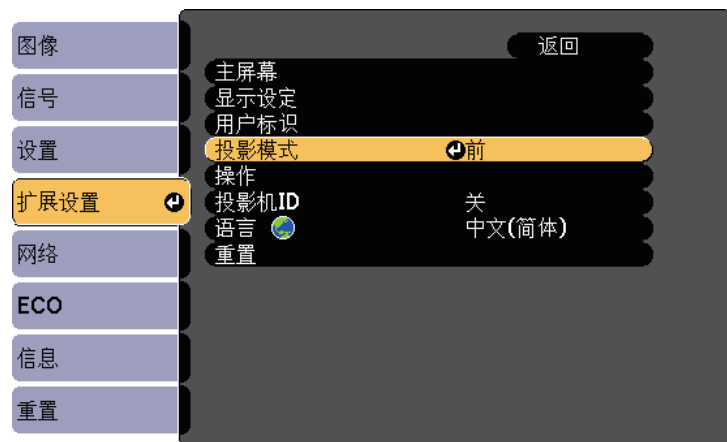 图像
信号
设置
扩展设置
网络
ECO
信息
重置
返回
主屏幕
显示设定
用户标识
投影模式 前
操作
投影机ID 关
语言 中文(简体)
重置